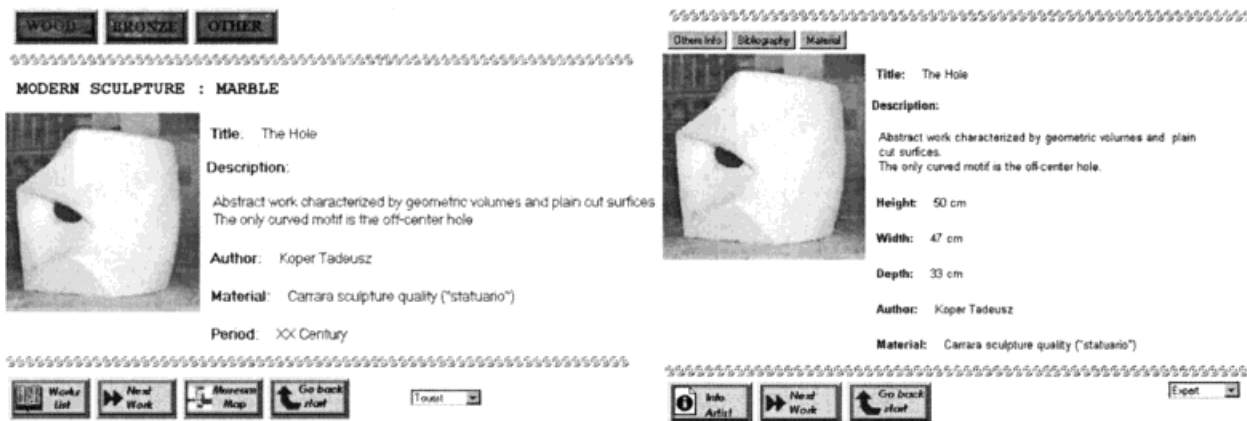 WOOD BRONZE OTHER
MODERN SCULPTURE : MARBLE
Title: The Hole
Description:
Abstract work characterized by geometric volumes and plain cut surfices
The only curved motif is the off-center hole
Author: Koper Tadeusz
Material: Carrara sculpture quality ("statuario")
Period: XX Century
Works List
Next Work
Museum Map
Go back start
Tourist
Others Info Bibliography Material
Title: The Hole
Description:
Abstract work characterized by geometric volumes and plain
cut surfices.
The only curved motif is the off-center hole.
Height: 50 cm
Width: 47 cm
Depth: 33 cm
Author: Koper Tadeusz
Material: Carrara sculpture quality ("statuario")
Info Artist
Next Work
Go back start
Expert